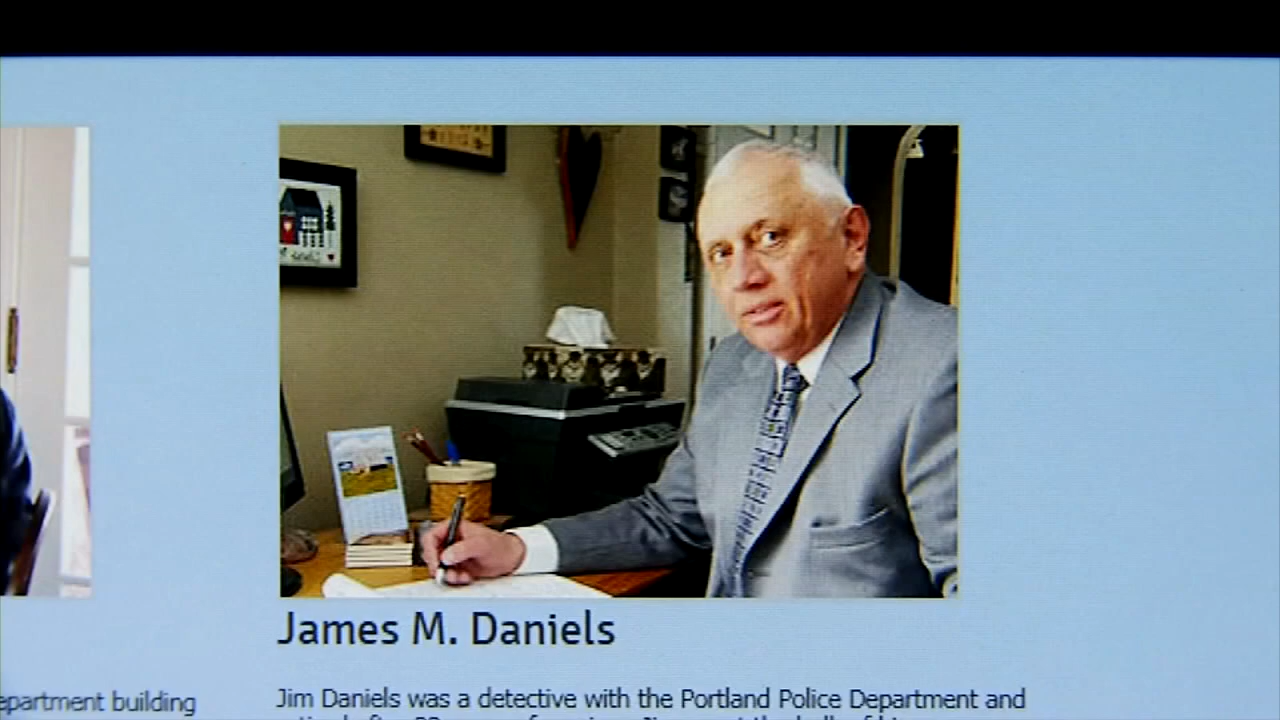 James M. Daniels
epartment building
Jim Daniels was a detective with the Portland Police Department and